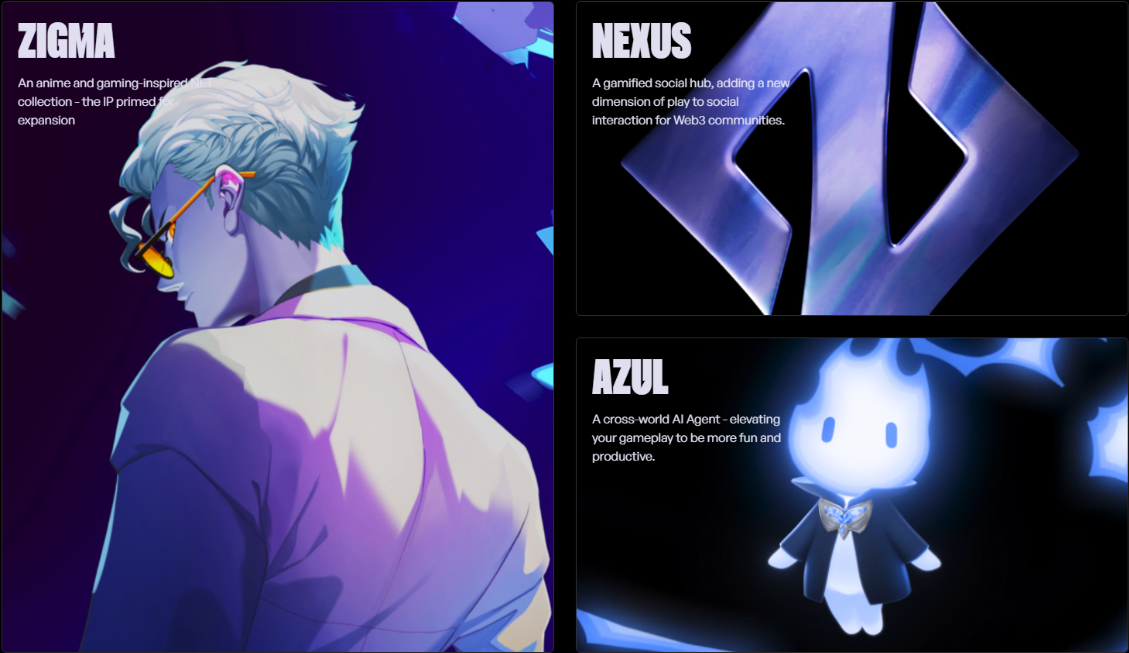 ZIGMA
An anime and gaming-inspired
collection - the IP primed for
expansion
NEXUS
A gamified social hub, adding a new
dimension of play to social
interaction for Web3 communities.
AZUL
A cross-world AI Agent - elevating
your gameplay to be more fun and
productive.